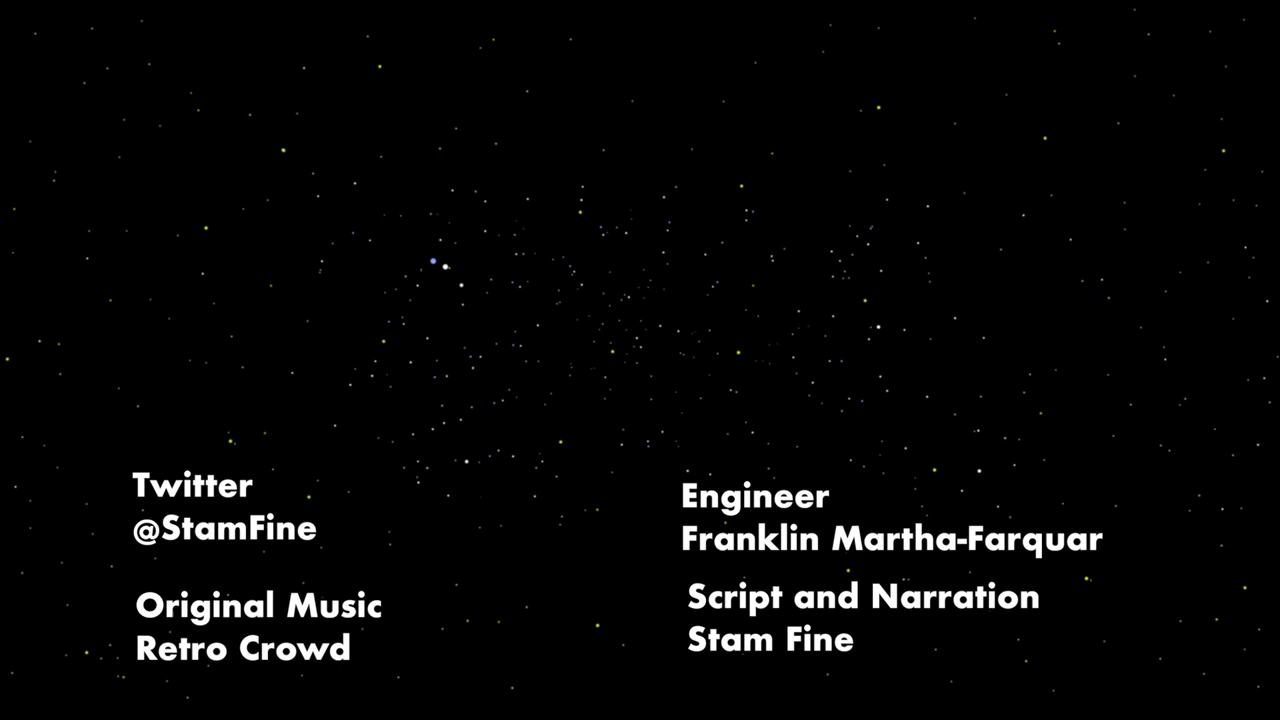 Twitter
@StamFine
Original Music
Retro Crowd
Engineer
Franklin Martha-Farquar
Script and Narration
Stam Fine